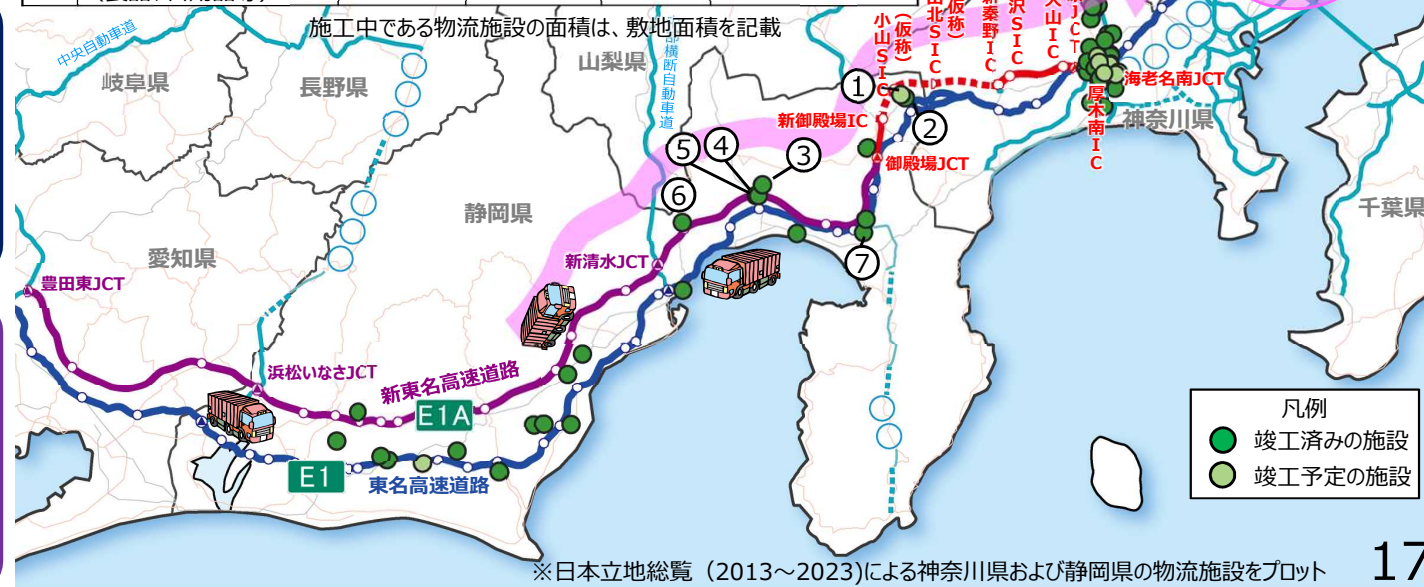 施工中である物流施設の面積は、敷地面積を記載
中央自動車道
岐阜県
長野県
山梨県
部横断自動車道
(仮称)
小山SIC
新秦野IC
海老名南JCT
厚木南IC
神奈川県
千葉県
①
②
新御殿場IC
御殿場JCT
③
④
⑤
⑥
⑦
静岡県
愛知県
新清水JCT
豊田東JCT
浜松いなさJCT
新東名高速道路
E1A
E1
東名高速道路
凡例
竣工済みの施設
竣工予定の施設
※日本立地総覧（2013～2023)による神奈川県および静岡県の物流施設をプロット
17